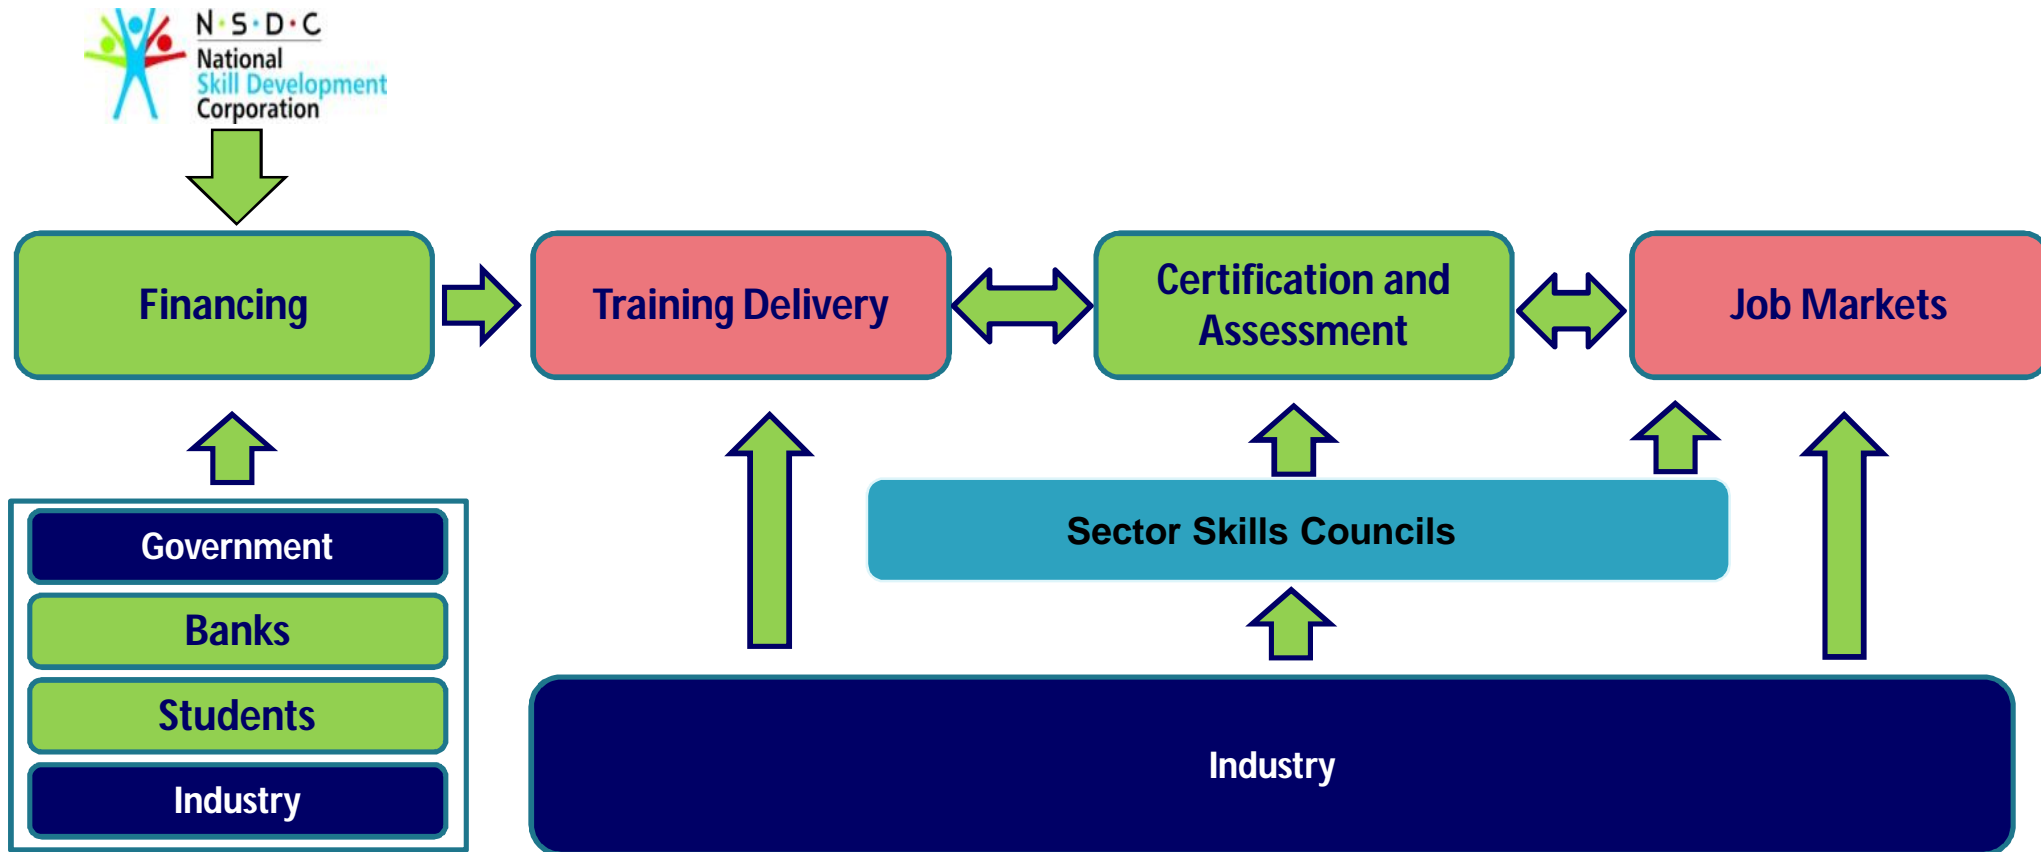 N·S·D·C
National
Skill Development
Corporation
Financing
Training Delivery
Certification and
Assessment
Job Markets
Government
Banks
Students
Industry
Sector Skills Councils
Industry